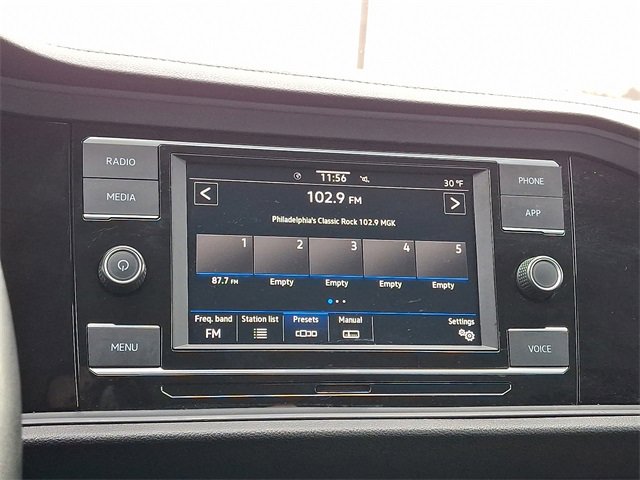 RADIO
MEDIA
MENU
11:56
30 °F
<
102.9 FM
>
Philadelphia's Classic Rock 102.9 MGK
1 2 3 4 5
87.7 FM Empty Empty Empty Empty
Freq. band Station list Presets Manual Settings
FM
PHONE
APP
VOICE